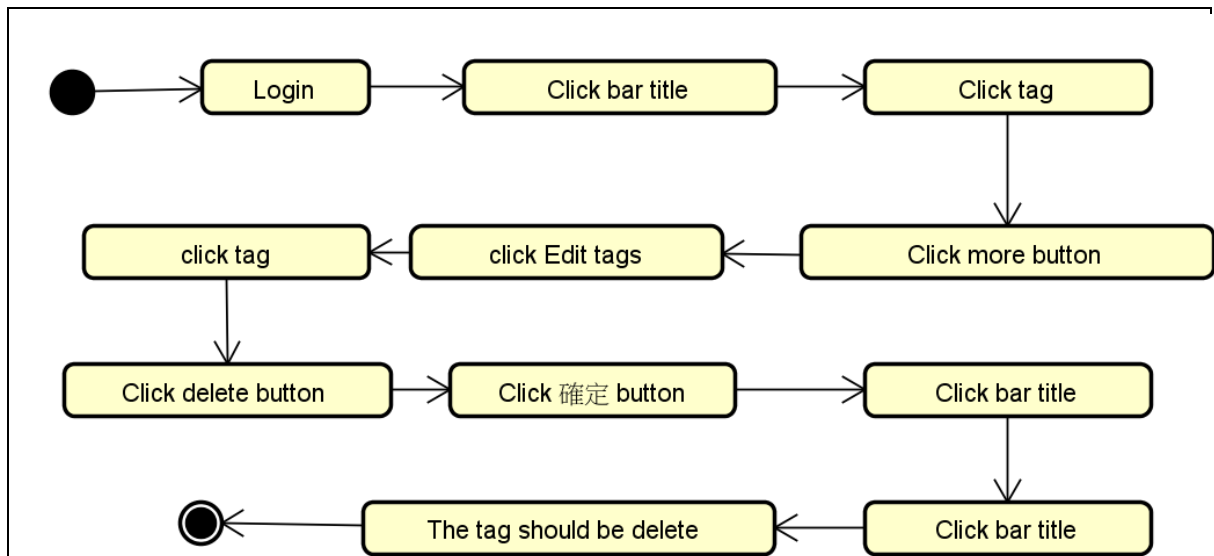 Login
Click bar title
Click tag
Click more button
click Edit tags
click tag
Click delete button
Click 確定 button
Click bar title
Click bar title
The tag should be delete